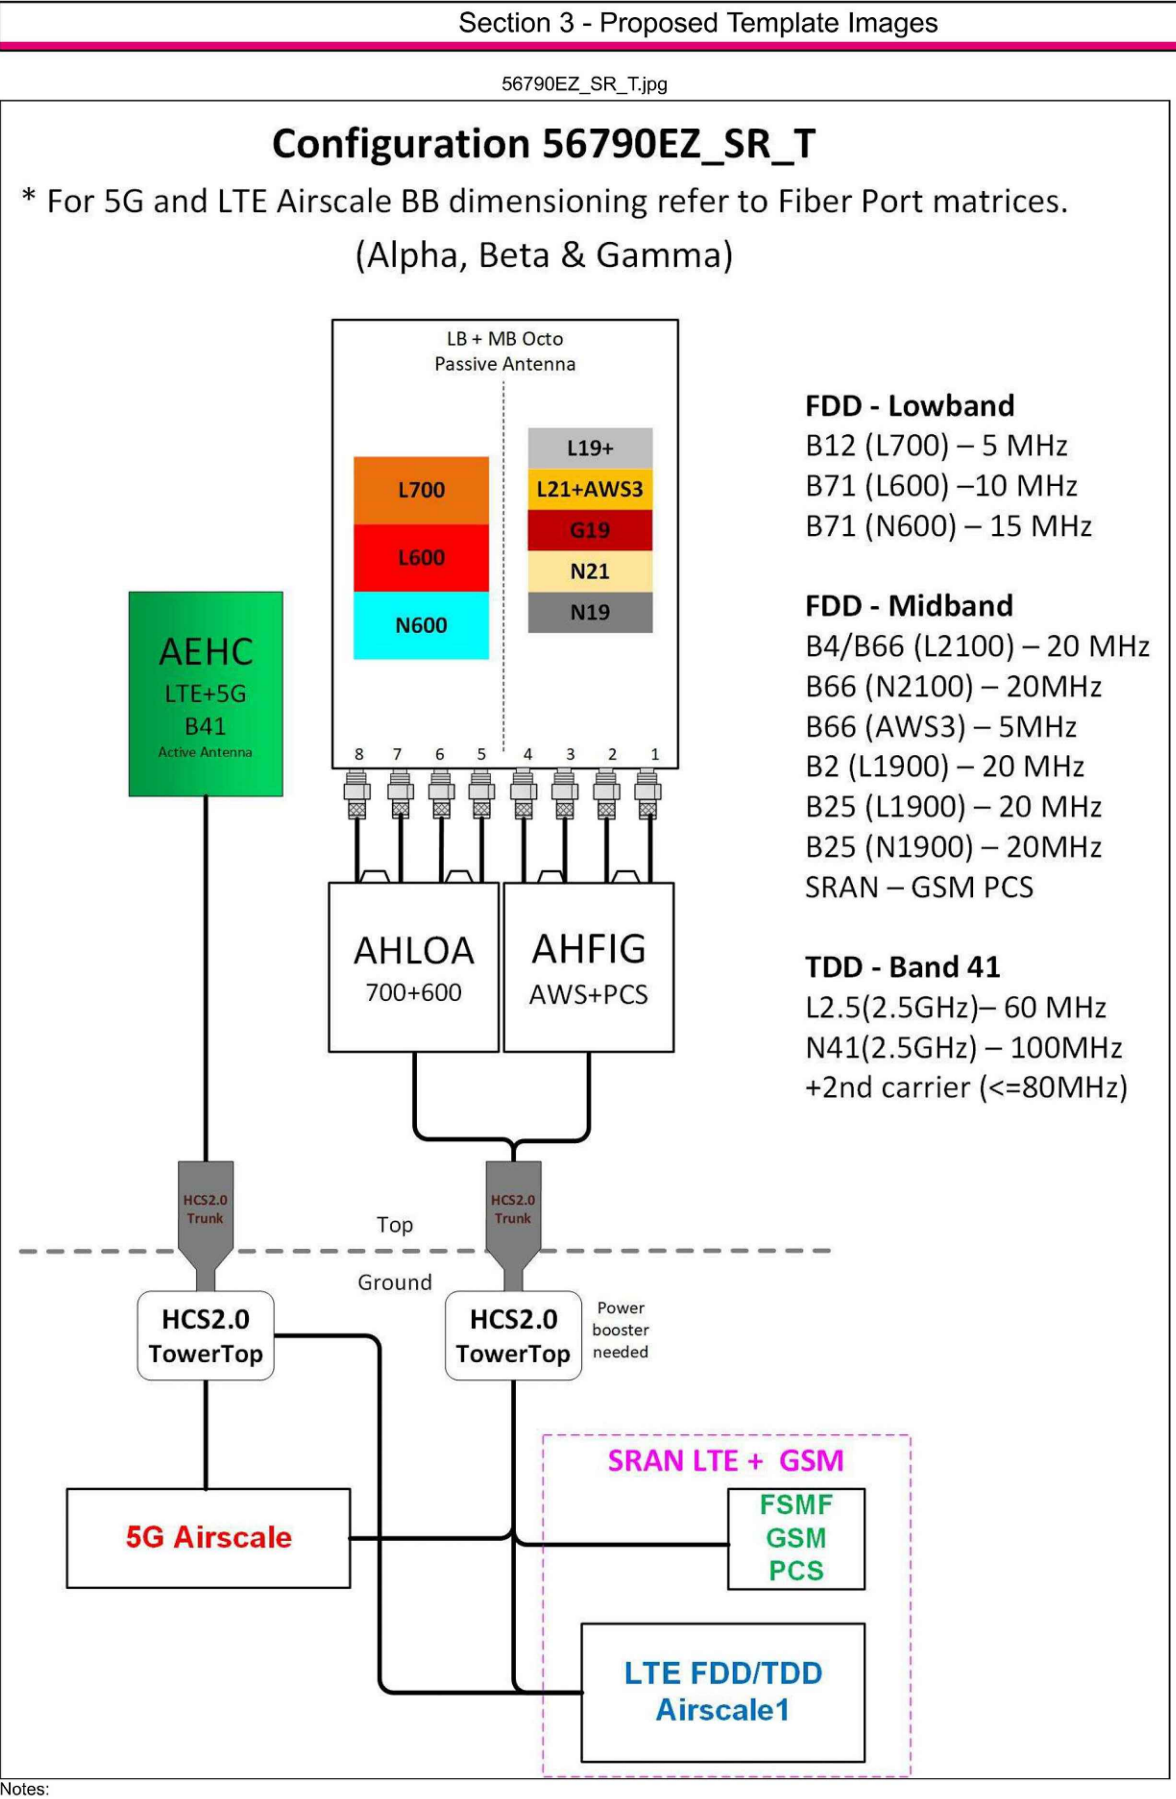 Section 3 - Proposed Template Images
56790EZ_SR_T.jpg
Configuration 56790EZ_SR_T
* For 5G and LTE Airscale BB dimensioning refer to Fiber Port matrices.
(Alpha, Beta & Gamma)
LB + MB Octo
Passive Antenna
L700
L600
N600
L19+
L21+AWS3
G19
N21
N19
8 7 6 5 4 3 2 1
AEHC
LTE+5G
B41
Active Antenna
AHLOA
700+600
AHFIG
AWS+PCS
FDD - Lowband
B12 (L700) – 5 MHz
B71 (L600) –10 MHz
B71 (N600) – 15 MHz
FDD - Midband
B4/B66 (L2100) – 20 MHz
B66 (N2100) – 20MHz
B66 (AWS3) – 5MHz
B2 (L1900) – 20 MHz
B25 (L1900) – 20 MHz
B25 (N1900) – 20MHz
SRAN – GSM PCS
TDD - Band 41
L2.5(2.5GHz)– 60 MHz
N41(2.5GHz) – 100MHz
+2nd carrier (<=80MHz)
HCS2.0
Trunk
HCS2.0
Trunk
Top
Ground
HCS2.0
TowerTop
HCS2.0
TowerTop
Power
booster
needed
5G Airscale
SRAN LTE + GSM
FSMF
GSM
PCS
LTE FDD/TDD
Airscale1
Notes: